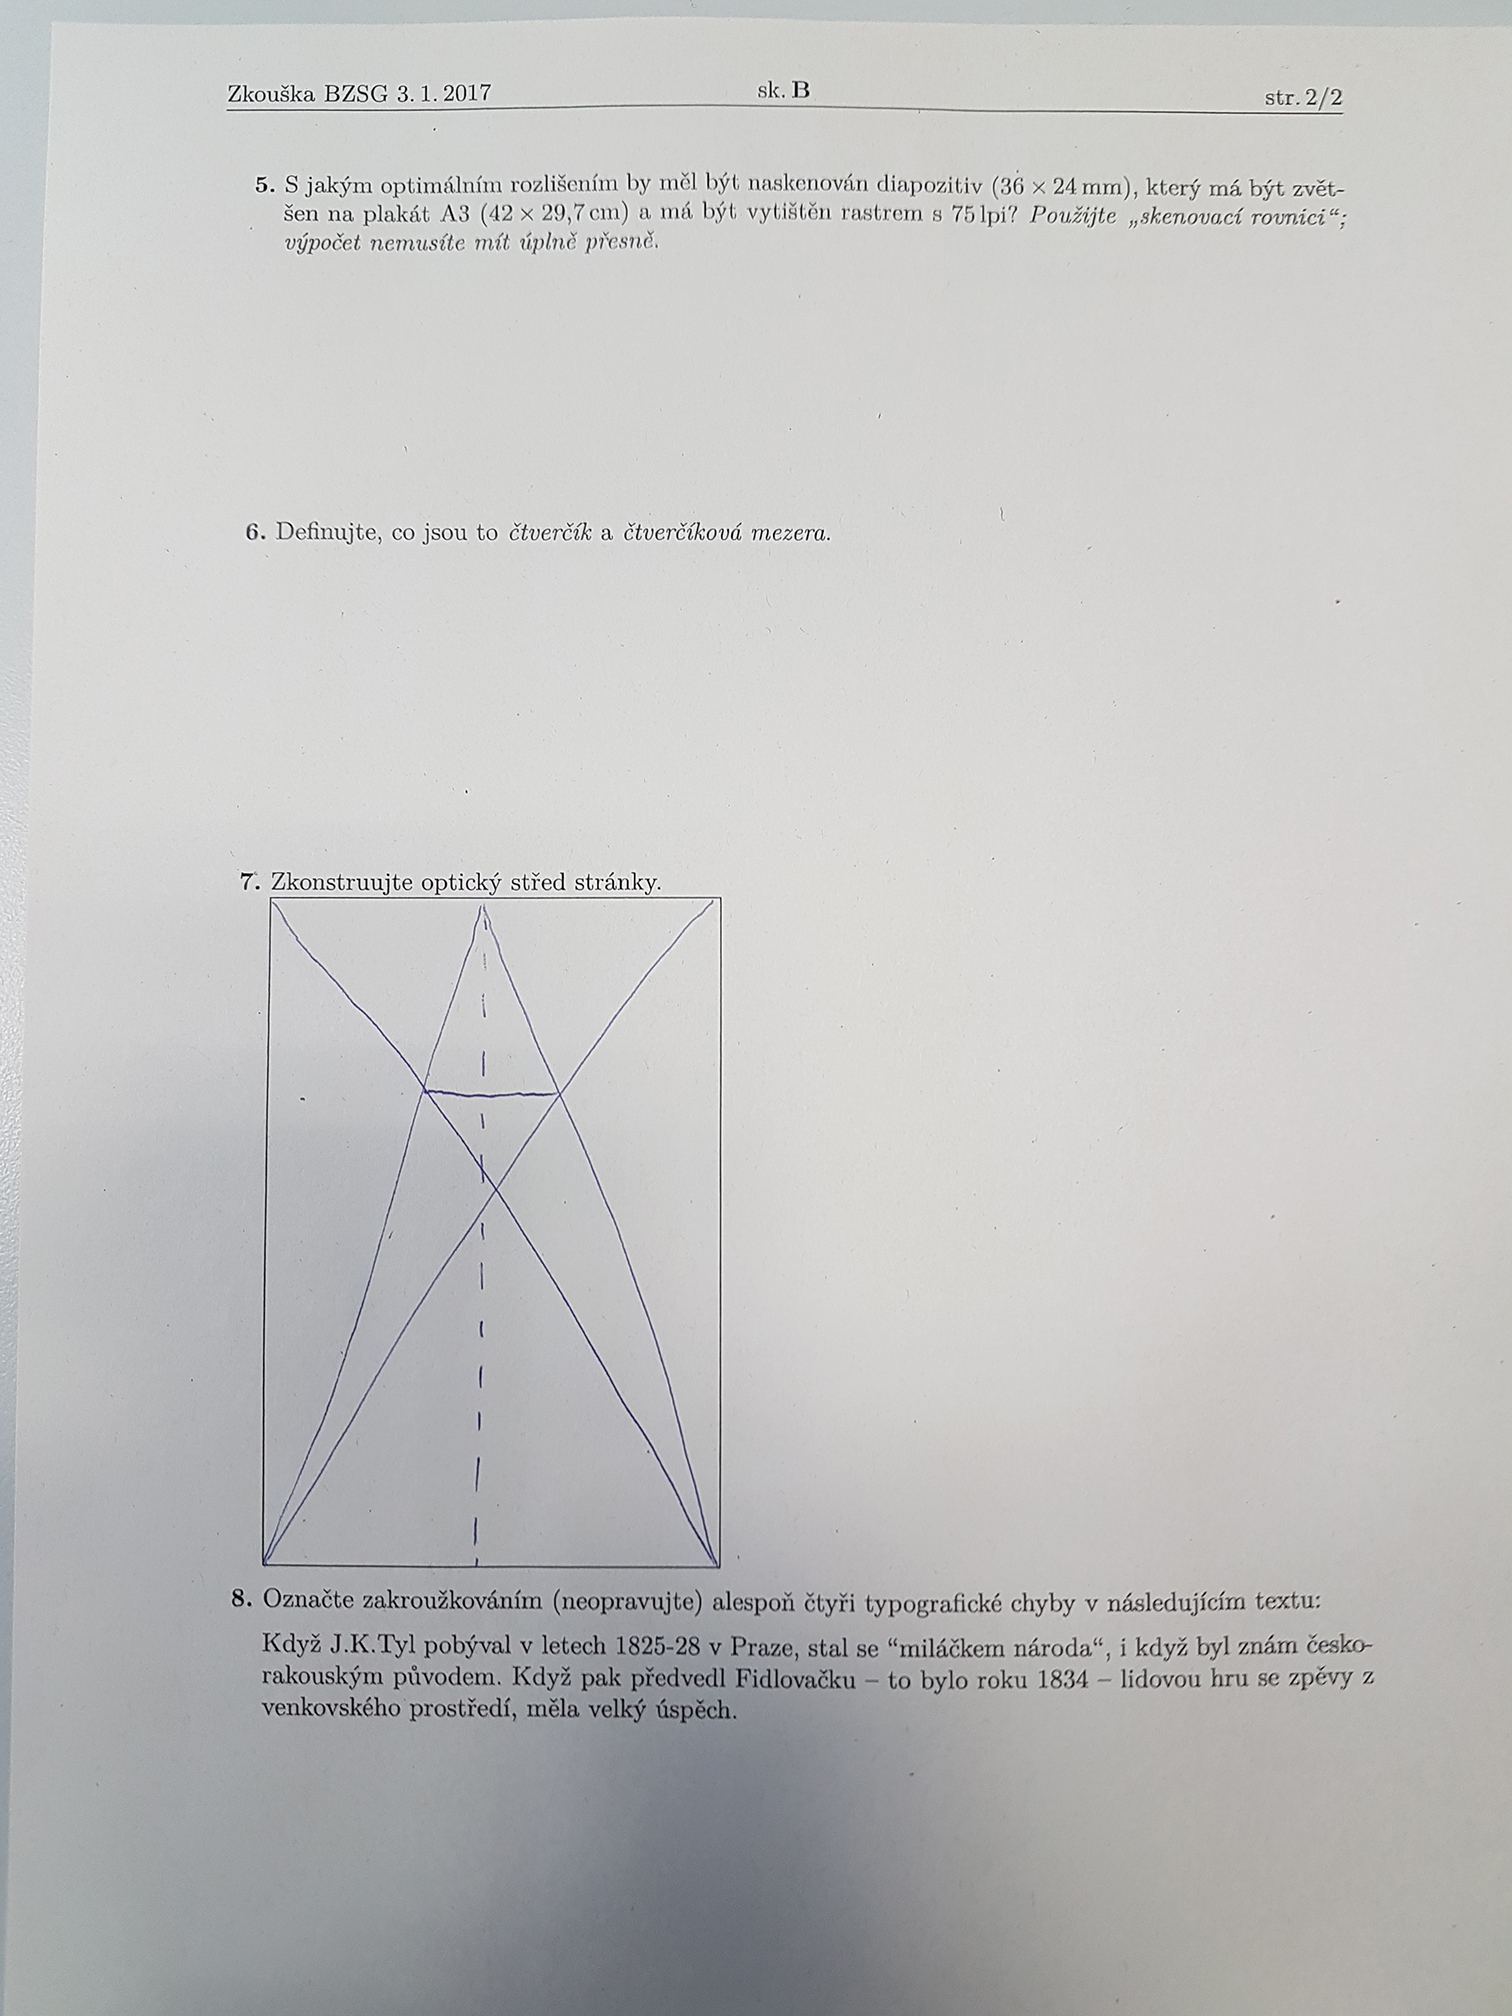 Zkouška BZSG 3. 1. 2017 sk. B str. 2/2
5. S jakým optimálním rozlišením by měl být naskenován diapozitiv (36 × 24 mm), který má být zvět-
šen na plakát A3 (42 × 29,7 cm) a má být vytištěn rastrem s 75 lpi? Použijte „skenovací rovnici“;
výpočet nemusíte mít úplně přesně.
6. Definujte, co jsou to čtverčík a čtverčíková mezera.
7. Zkonstruujte optický střed stránky.
8. Označte zakroužkováním (neopravujte) alespoň čtyři typografické chyby v následujícím textu:
Když J.K.Tyl pobýval v letech 1825-28 v Praze, stal se “miláčkem národa“, i když byl znám česko-
rakouským původem. Když pak předvedl Fidlovačku – to bylo roku 1834 – lidovou hru se zpěvy z
venkovského prostředí, měla velký úspěch.